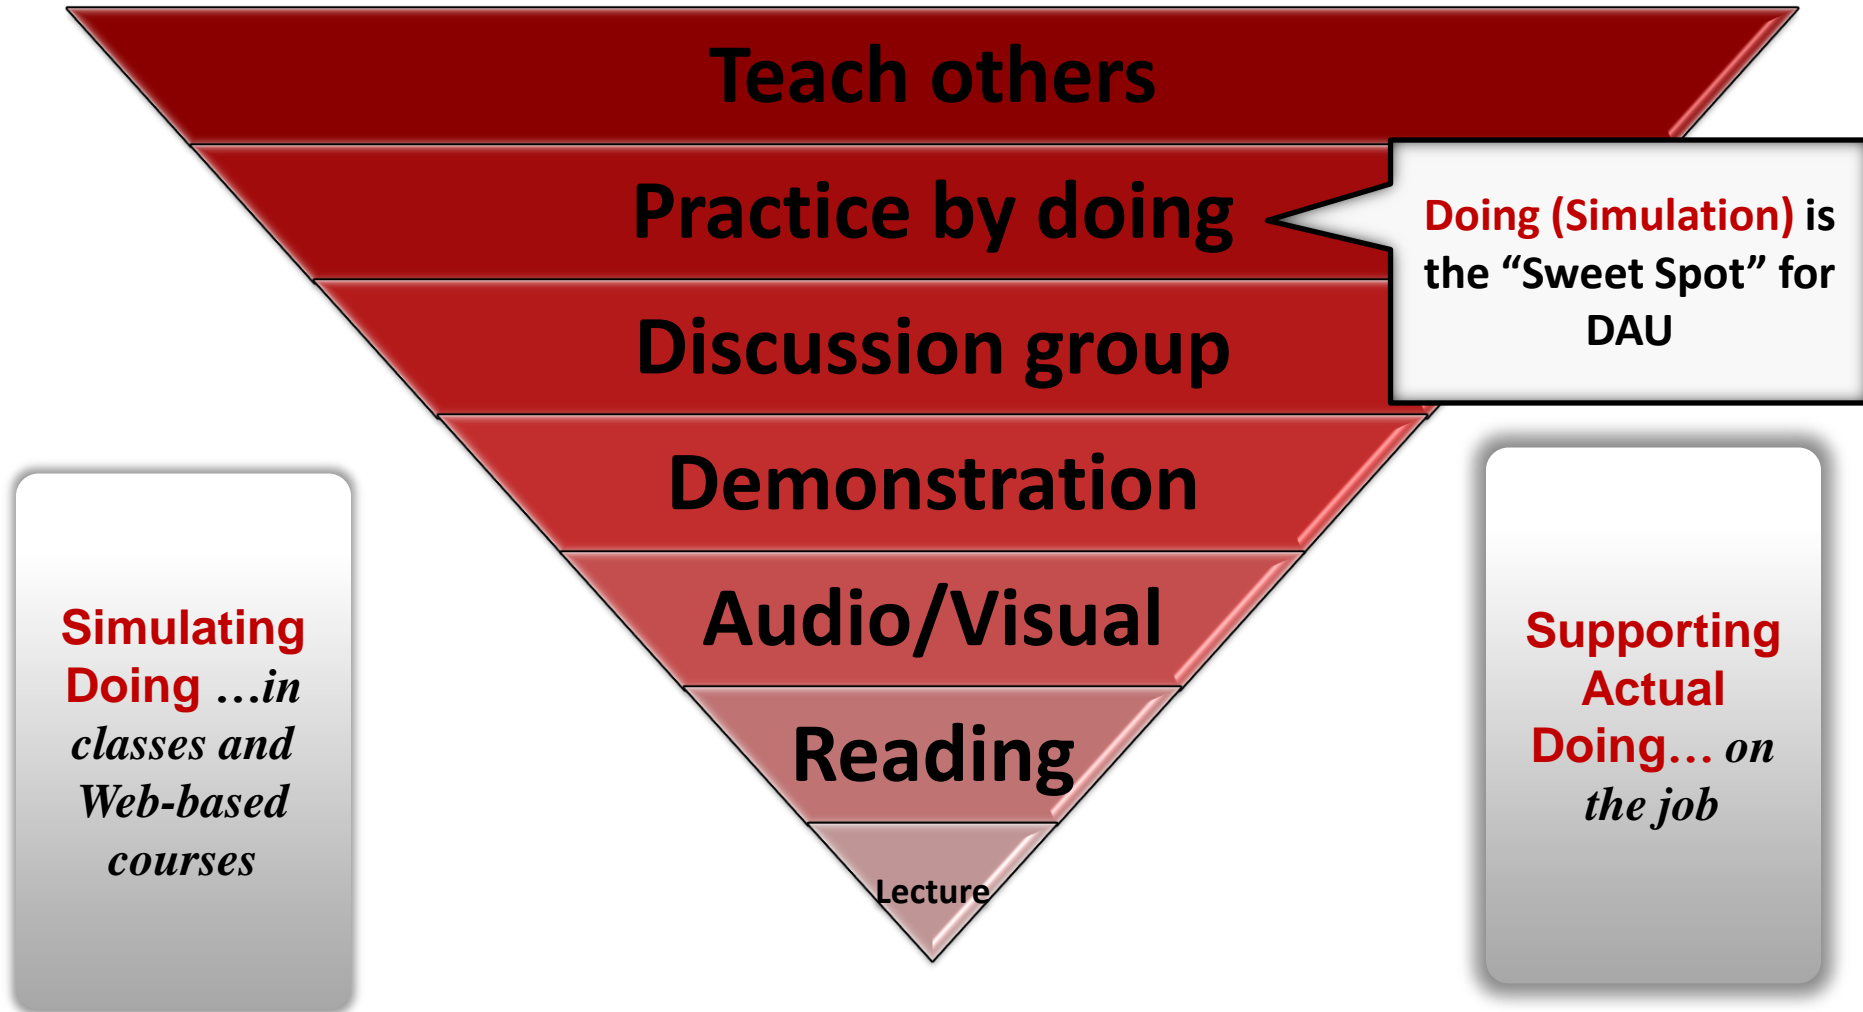 Teach others
Practice by doing
Doing (Simulation) is
the “Sweet Spot” for
DAU
Discussion group
Demonstration
Audio/Visual
Reading
Lecture
Simulating
Doing …in
classes and
Web-based
courses
Supporting
Actual
Doing… on
the job